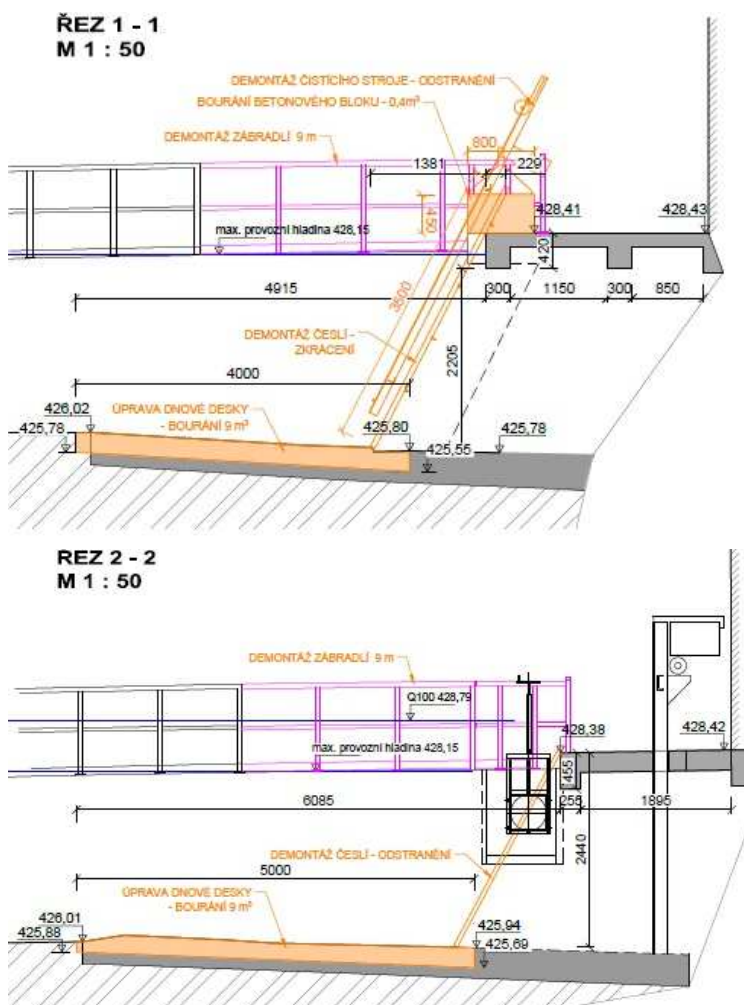 ŘEZ 1 - 1
M 1 : 50
DEMONTÁŽ ČISTÍCÍHO STROJE - ODSTRANĚNÍ
BOURÁNÍ BETONOVÉHO BLOKU - 0,4m³
DEMONTÁŽ ZÁBRADLÍ 9 m
800
1381
229
450
428,41
428,43
max. provozní hladina 428,15
420
4915
300
1150
300
850
3500
DEMONTÁŽ ČESLÍ -
ZKRÁCENÍ
2205
4000
426,02
ÚPRAVA DNOVÉ DESKY
- BOURÁNÍ 9 m³
425,78
425,80
425,78
425,55
ŘEZ 2 - 2
M 1 : 50
DEMONTÁŽ ZÁBRADLÍ 9 m
Q100 428,79
428,38
428,42
max. provozní hladina 428,15
455
6085
255
1895
2440
DEMONTÁŽ ČESLÍ - ODSTRANĚNÍ
5000
ÚPRAVA DNOVÉ DESKY
- BOURÁNÍ 9 m³
426,01
425,88
425,94
425,69